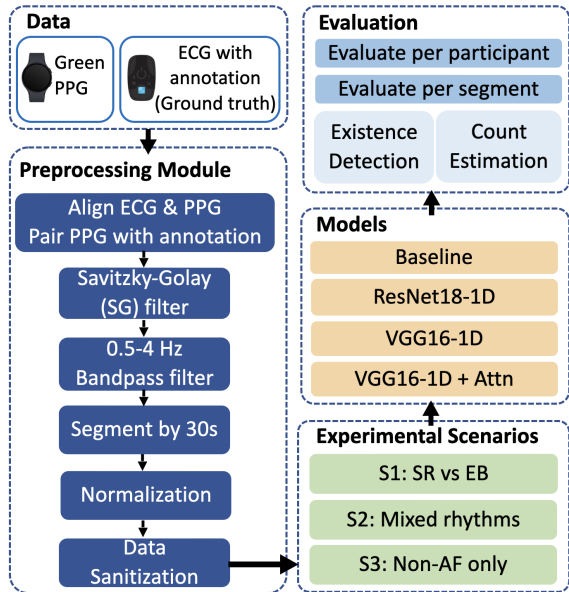 Data
Green
PPG
ECG with
annotation
(Ground truth)
Preprocessing Module
Align ECG & PPG
Pair PPG with annotation
Savitzky-Golay
(SG) filter
0.5-4 Hz
Bandpass filter
Segment by 30s
Normalization
Data
Sanitization
Experimental Scenarios
S1: SR vs EB
S2: Mixed rhythms
S3: Non-AF only
Models
Baseline
ResNet18-1D
VGG16-1D
VGG16-1D + Attn
Evaluation
Evaluate per participant
Evaluate per segment
Existence
Detection
Count
Estimation